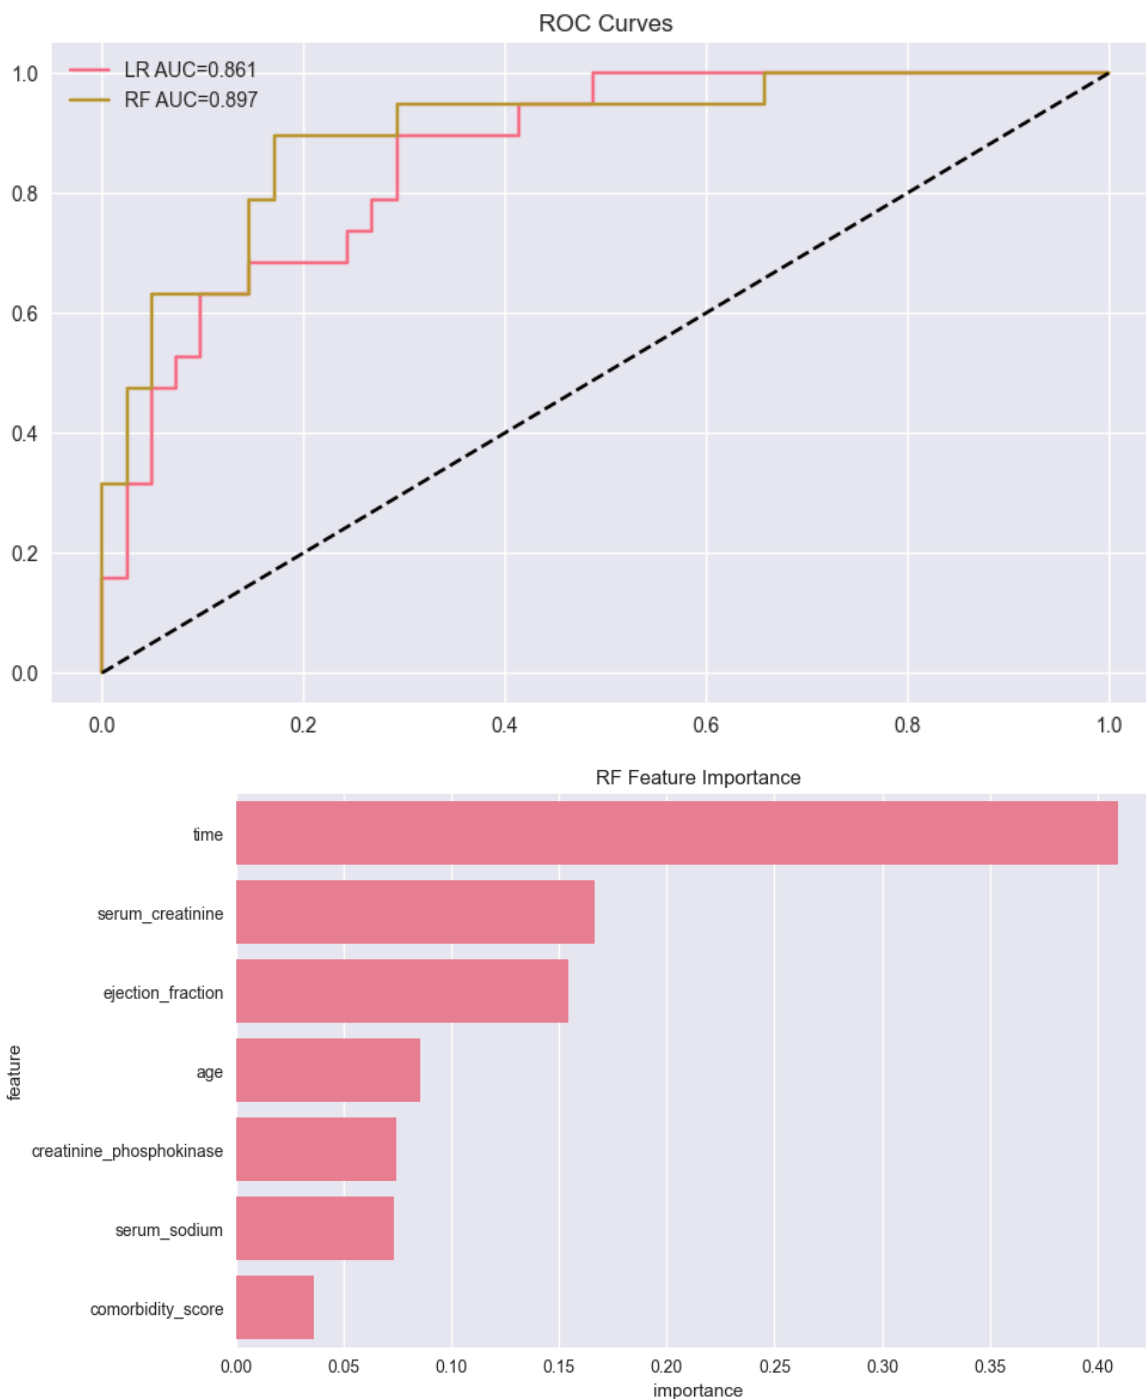 ROC Curves
LR AUC=0.861
RF AUC=0.897
1.0
0.8
0.6
0.4
0.2
0.0
0.0 0.2 0.4 0.6 0.8 1.0
RF Feature Importance
feature
time
serum_creatinine
ejection_fraction
age
creatinine_phosphokinase
serum_sodium
comorbidity_score
0.00 0.05 0.10 0.15 0.20 0.25 0.30 0.35 0.40
importance